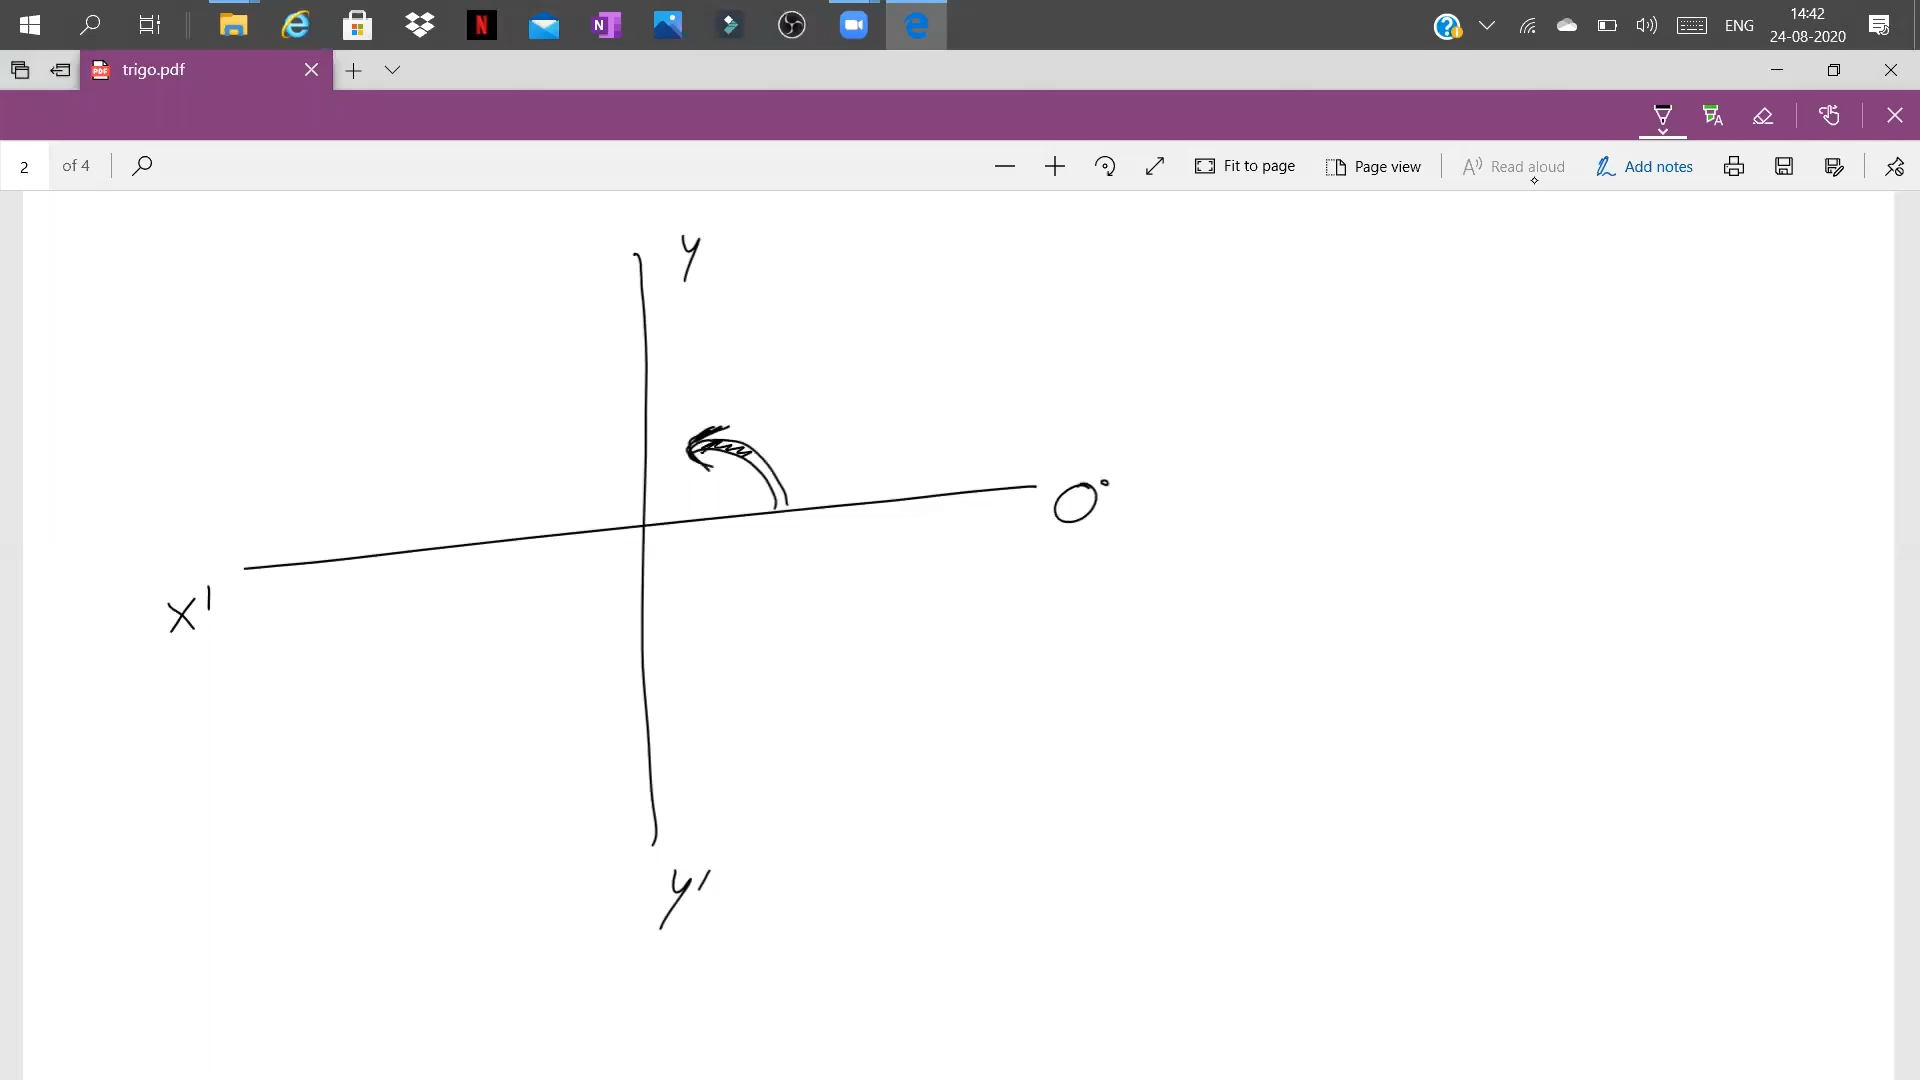 14:42
ENG
24-08-2020
trigo.pdf
2 of 4
Fit to page
Page view
Read aloud
Add notes
y
0°
x'
y'